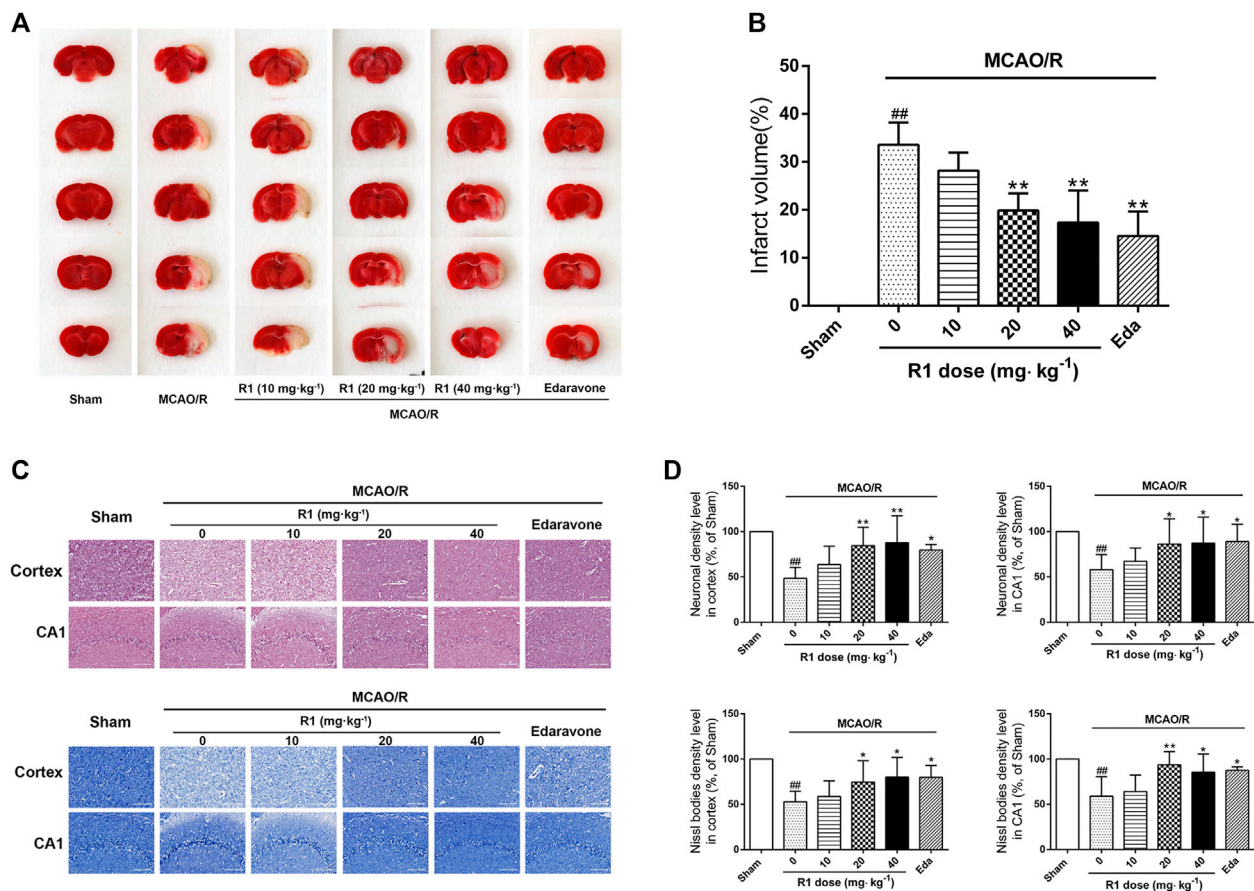 A
Sham
MCAO/R
R1 (10 mg·kg⁻¹)
R1 (20 mg·kg⁻¹)
R1 (40 mg·kg⁻¹)
Edaravone
MCAO/R
B
MCAO/R
Infarct volume(%)
50
40
30
20
10
0
##
**
**
**
Sham
0
10
20
40
Eda
R1 dose (mg· kg⁻¹)
C
MCAO/R
Sham
R1 (mg·kg⁻¹)
Edaravone
0
10
20
40
Cortex
CA1
MCAO/R
Sham
R1 (mg·kg⁻¹)
Edaravone
0
10
20
40
Cortex
CA1
D
MCAO/R
Neuronal density level
in cortex (%, of Sham)
150
100
50
0
##
**
**
*
Sham
0
10
20
40
Eda
R1 dose (mg· kg⁻¹)
MCAO/R
Neuronal density level
in CA1 (%, of Sham)
150
100
50
0
##
*
*
*
Sham
0
10
20
40
Eda
R1 dose (mg· kg⁻¹)
MCAO/R
Nissl bodies density level
in cortex (%, of Sham)
150
100
50
0
##
*
*
*
Sham
0
10
20
40
Eda
R1 dose (mg· kg⁻¹)
MCAO/R
Nissl bodies density level
in CA1 (%, of Sham)
150
100
50
0
##
**
*
*
Sham
0
10
20
40
Eda
R1 dose (mg· kg⁻¹)